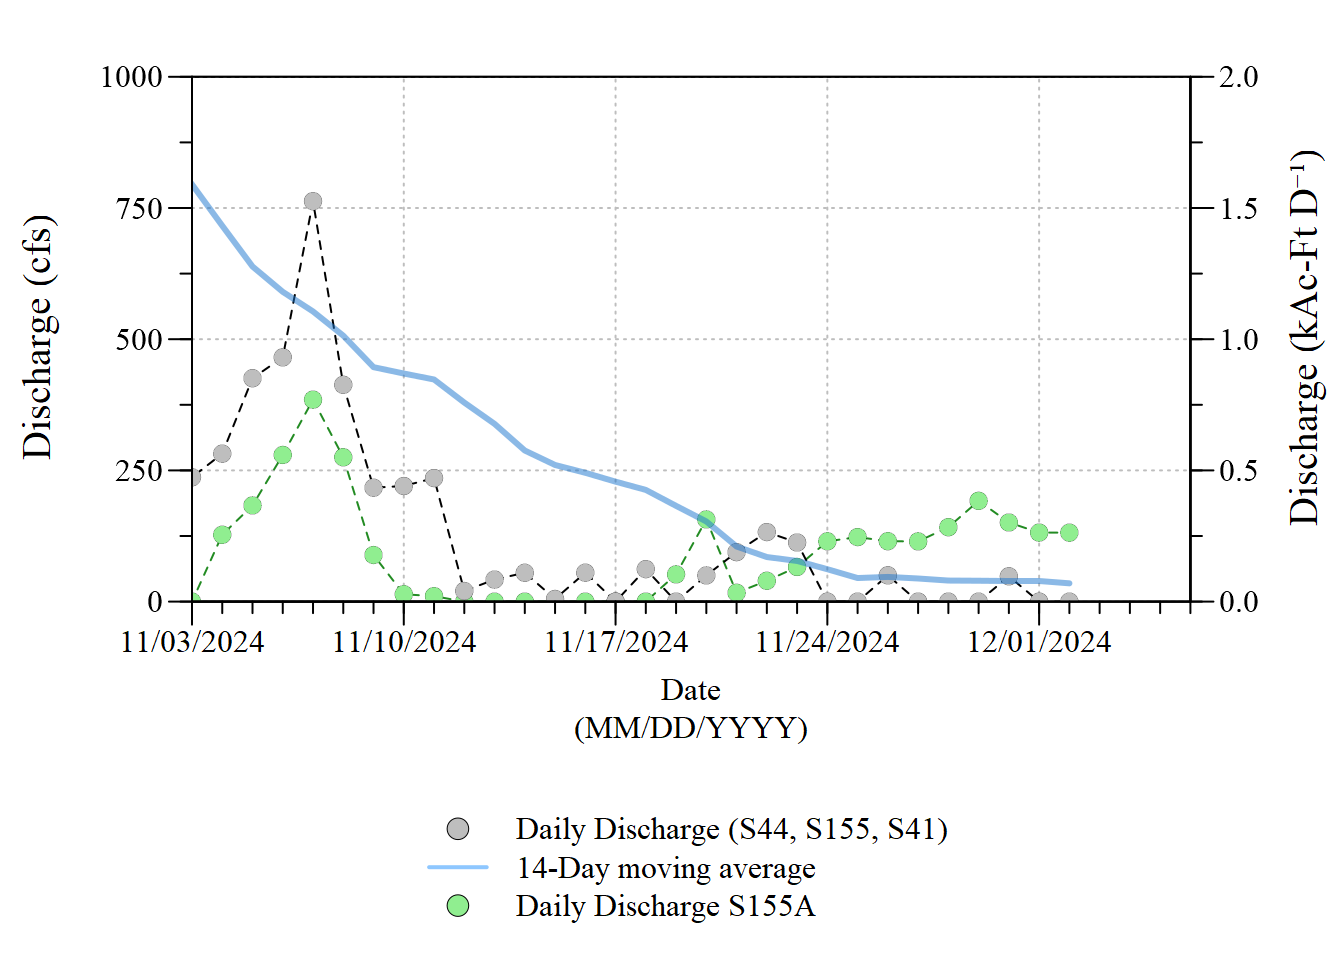 1000
750
500
250
0
Discharge (cfs)
2.0
1.5
1.0
0.5
0.0
Discharge (kAc-Ft D⁻¹)
11/03/2024
11/10/2024
11/17/2024
11/24/2024
12/01/2024
Date
(MM/DD/YYYY)
Daily Discharge (S44, S155, S41)
14-Day moving average
Daily Discharge S155A